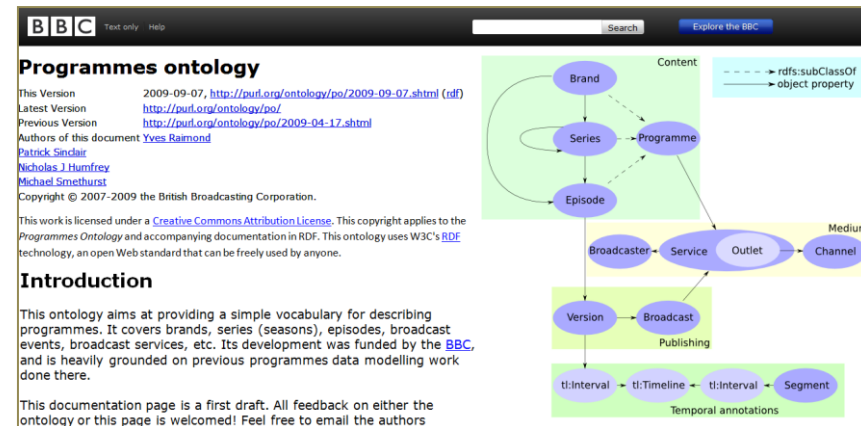 BBC Text only Help Search Explore the BBC
Programmes ontology
This Version 2009-09-07, http://purl.org/ontology/po/2009-09-07.shtml (rdf)
Latest Version http://purl.org/ontology/po/
Previous Version http://purl.org/ontology/po/2009-04-17.shtml
Authors of this document Yves Raimond
Patrick Sinclair
Nicholas J Humfrey
Michael Smethurst
Copyright © 2007-2009 the British Broadcasting Corporation.
This work is licensed under a Creative Commons Attribution License. This copyright applies to the
Programmes Ontology and accompanying documentation in RDF. This ontology uses W3C's RDF
technology, an open Web standard that can be freely used by anyone.
Introduction
This ontology aims at providing a simple vocabulary for describing
programmes. It covers brands, series (seasons), episodes, broadcast
events, broadcast services, etc. Its development was funded by the BBC,
and is heavily grounded on previous programmes data modelling work
done there.
This documentation page is a first draft. All feedback on either the
ontology or this page is welcomed! Feel free to email the authors
Content
rdfs:subClassOf
object property
Brand
Series
Programme
Episode
Medium
Broadcaster
Service
Outlet
Channel
Version
Broadcast
Publishing
tl:Interval
tl:Timeline
tl:Interval
Segment
Temporal annotations